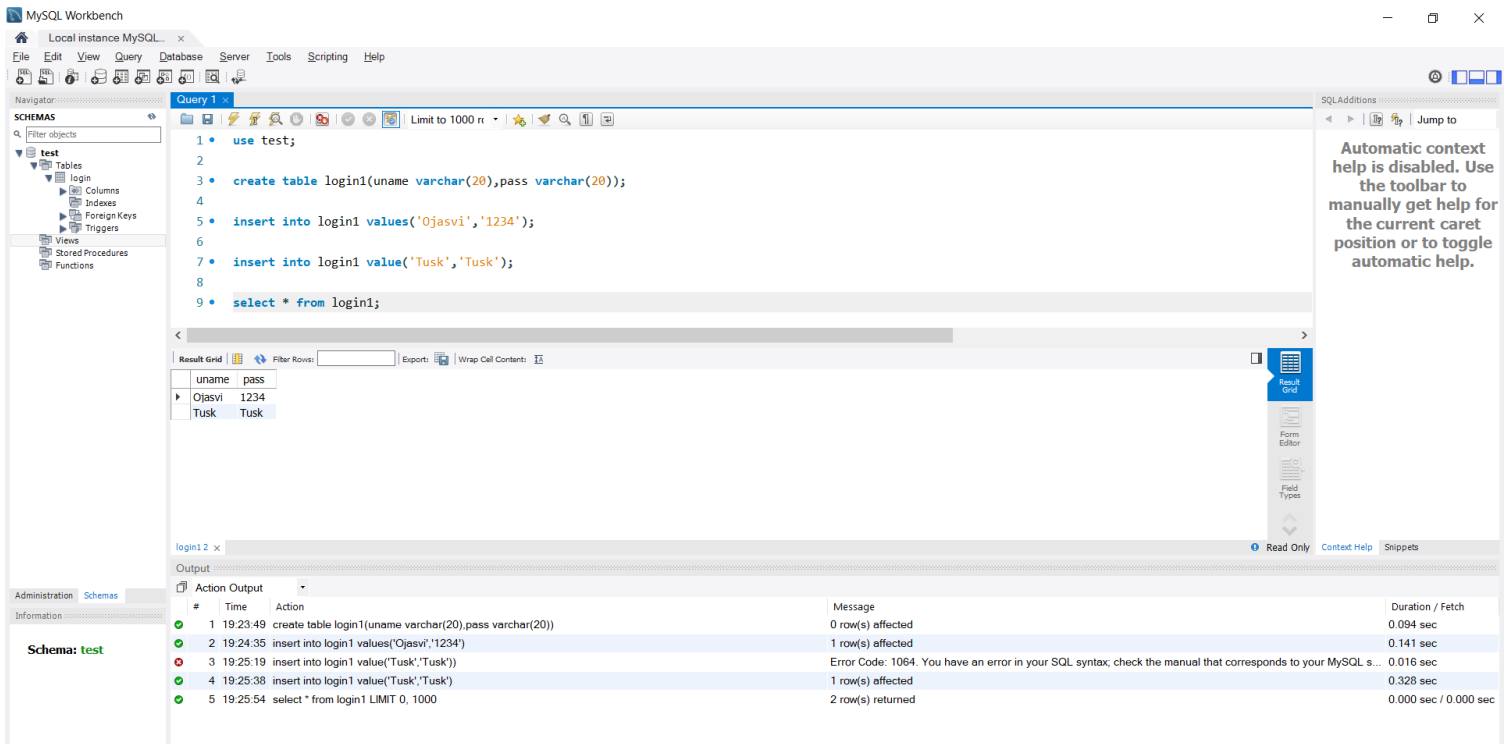 MySQL Workbench
Local instance MySQL... ×
File Edit View Query Database Server Tools Scripting Help
Navigator
SCHEMAS
Filter objects
test
Tables
login
Columns
Indexes
Foreign Keys
Triggers
Views
Stored Procedures
Functions
Administration Schemas
Information
Schema: test
Query 1 ×
Limit to 1000 rc
1 use test;
2
3 create table login1(uname varchar(20),pass varchar(20));
4
5 insert into login1 values('Ojasvi','1234');
6
7 insert into login1 value('Tusk','Tusk');
8
9 select * from login1;
Result Grid Filter Rows: Export: Wrap Cell Content:
uname pass
Ojasvi 1234
Tusk Tusk
Result
Grid
Form
Editor
Field
Types
login1 2 ×
Read Only
SQLAdditions
Jump to
Automatic context
help is disabled. Use
the toolbar to
manually get help for
the current caret
position or to toggle
automatic help.
Context Help Snippets
Output
Action Output
# Time Action Message Duration / Fetch
1 19:23:49 create table login1(uname varchar(20),pass varchar(20)) 0 row(s) affected 0.094 sec
2 19:24:35 insert into login1 values('Ojasvi','1234') 1 row(s) affected 0.141 sec
3 19:25:19 insert into login1 value('Tusk','Tusk')) Error Code: 1064. You have an error in your SQL syntax; check the manual that corresponds to your MySQL s... 0.016 sec
4 19:25:38 insert into login1 value('Tusk','Tusk') 1 row(s) affected 0.328 sec
5 19:25:54 select * from login1 LIMIT 0, 1000 2 row(s) returned 0.000 sec / 0.000 sec